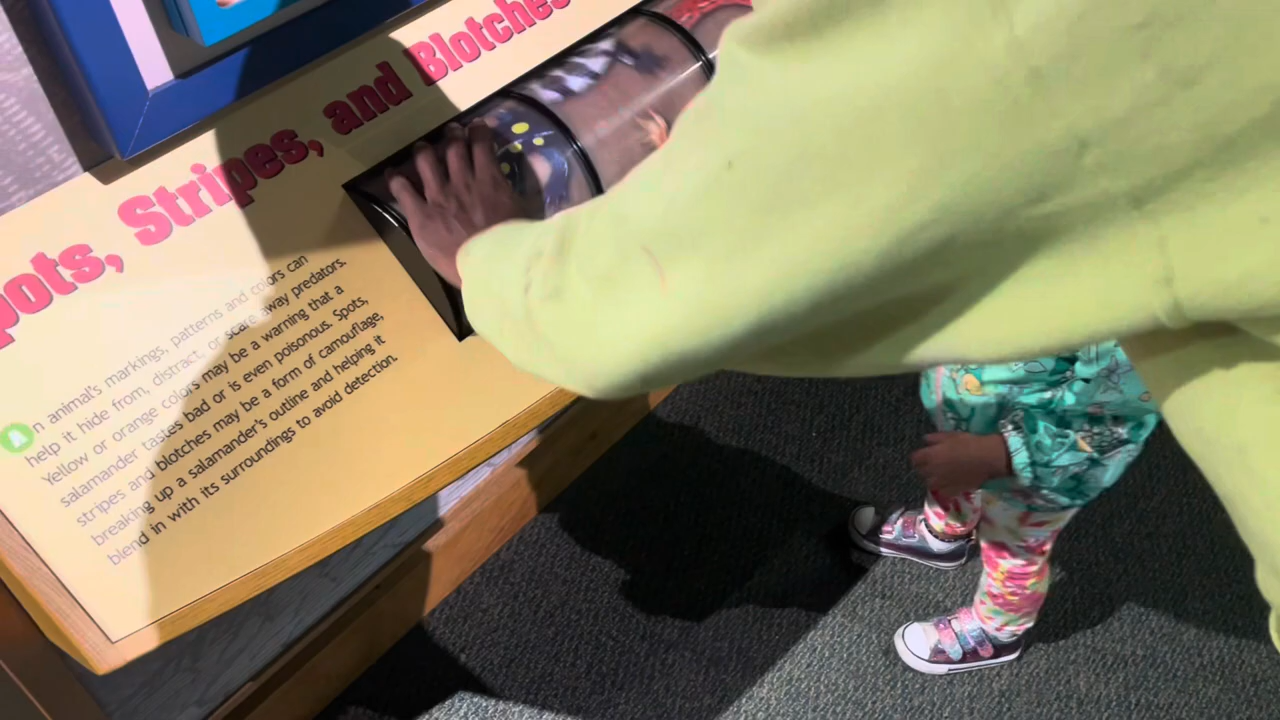 pots, Stripes, and Blotches
An animal's markings, patterns and colors can
help it hide from, distract, or scare away predators.
Yellow or orange colors may be a warning that a
salamander tastes bad or is even poisonous. Spots,
stripes and blotches may be a form of camouflage,
breaking up a salamander's outline and helping it
blend in with its surroundings to avoid detection.